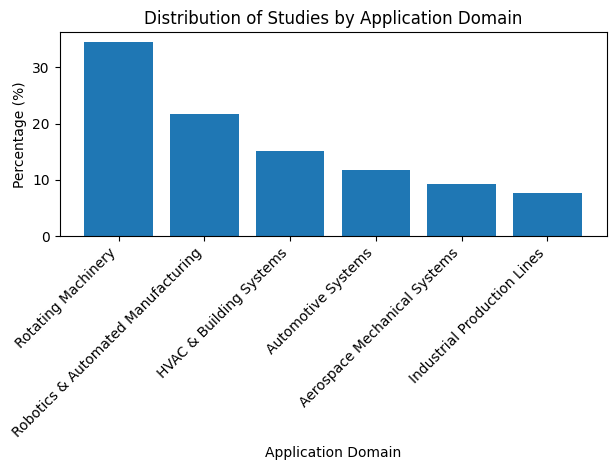 Distribution of Studies by Application Domain
Percentage (%)
30
20
10
0
Rotating Machinery
Robotics & Automated Manufacturing
HVAC & Building Systems
Automotive Systems
Aerospace Mechanical Systems
Industrial Production Lines
Application Domain